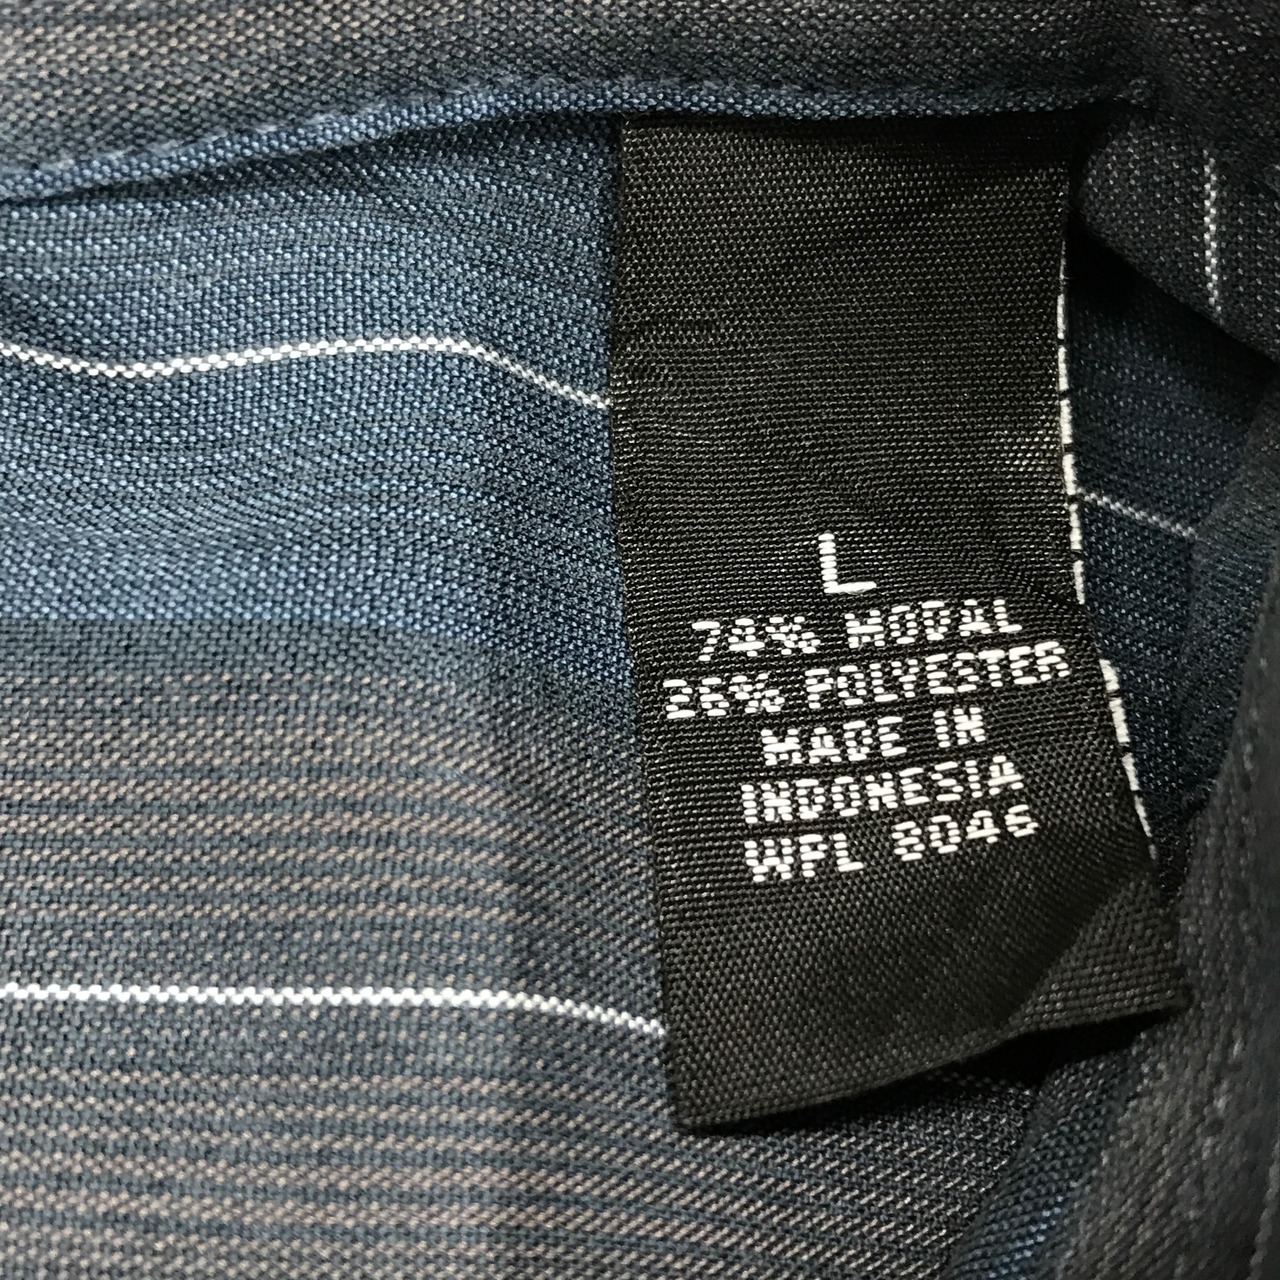 L
74% MODAL
26% POLYESTER
MADE IN
INDONESIA
WPL 8046